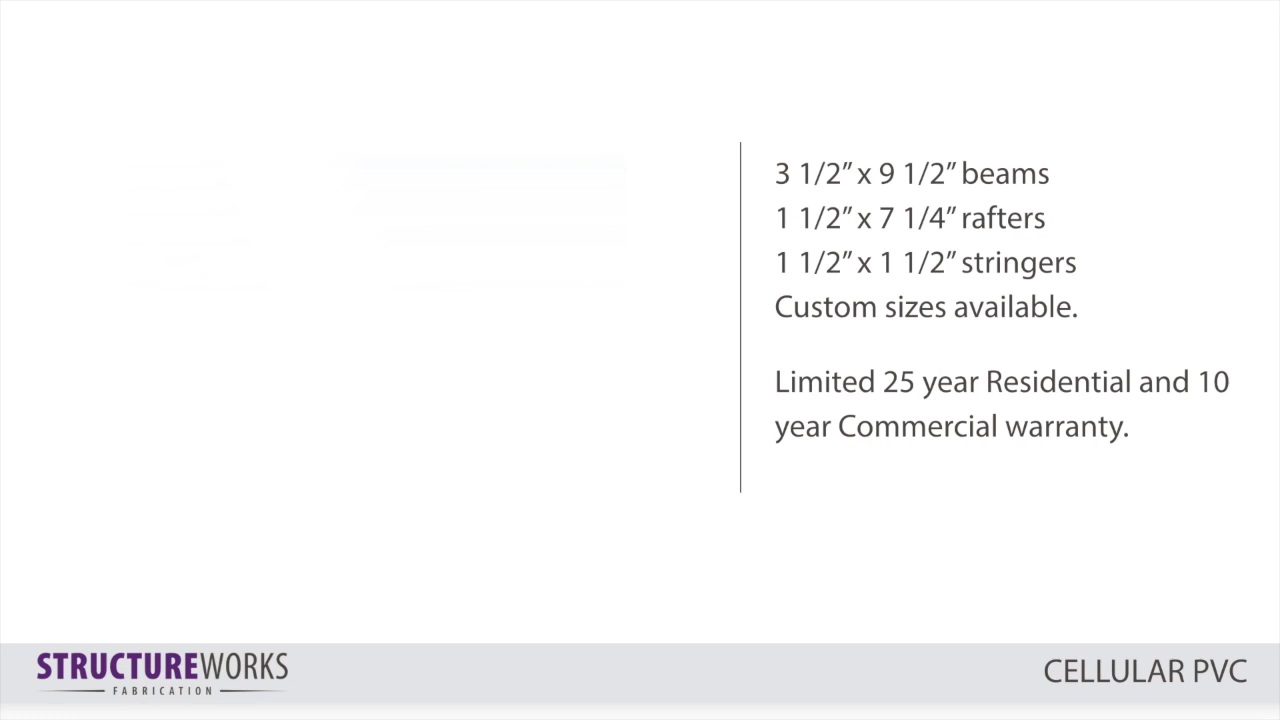 3 1/2” x 9 1/2” beams
1 1/2” x 7 1/4” rafters
1 1/2” x 1 1/2” stringers
Custom sizes available.
Limited 25 year Residential and 10
year Commercial warranty.
STRUCTUREWORKS
FABRICATION
CELLULAR PVC